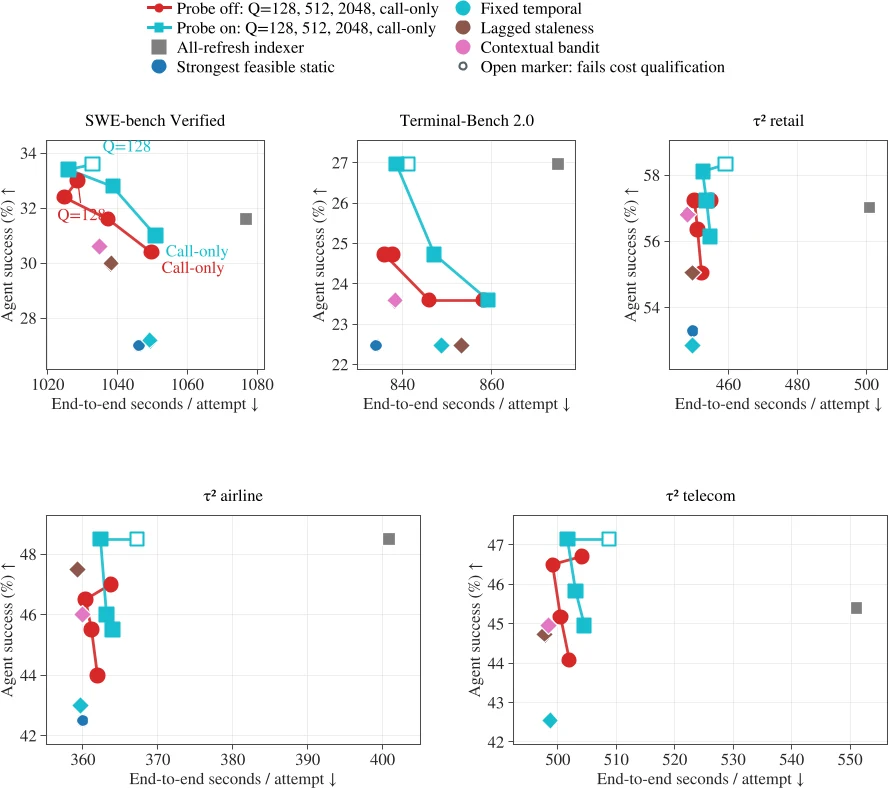 Probe off: Q=128, 512, 2048, call-only
Probe on: Q=128, 512, 2048, call-only
All-refresh indexer
Strongest feasible static
Fixed temporal
Lagged staleness
Contextual bandit
Open marker: fails cost qualification
SWE-bench Verified
Agent success (%) ↑
34
32
30
28
Q=128
Q=128
Call-only
Call-only
1020
1040
1060
1080
End-to-end seconds / attempt ↓
Terminal-Bench 2.0
Agent success (%) ↑
27
26
25
24
23
22
840
860
End-to-end seconds / attempt ↓
τ² retail
Agent success (%) ↑
58
56
54
460
480
500
End-to-end seconds / attempt ↓
τ² airline
Agent success (%) ↑
48
46
44
42
360
370
380
390
400
End-to-end seconds / attempt ↓
τ² telecom
Agent success (%) ↑
47
46
45
44
43
42
500
510
520
530
540
550
End-to-end seconds / attempt ↓